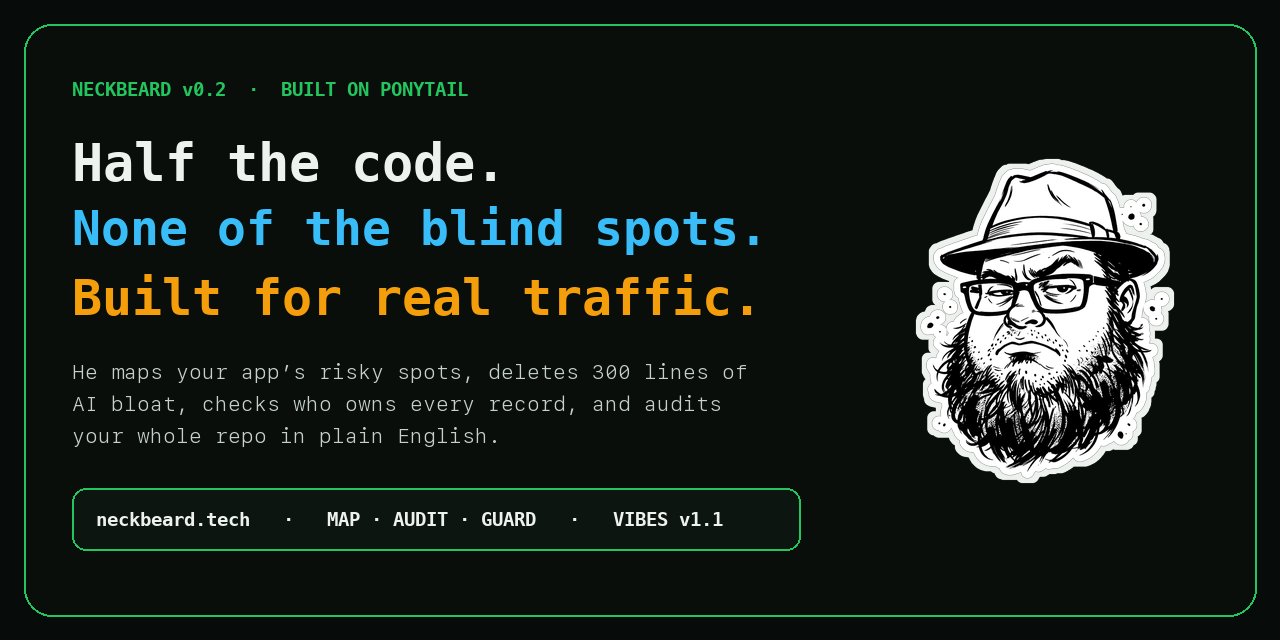 NECKBEARD v0.2 · BUILT ON PONYTAIL
Half the code.
None of the blind spots.
Built for real traffic.
He maps your app’s risky spots, deletes 300 lines of
AI bloat, checks who owns every record, and audits
your whole repo in plain English.
neckbeard.tech · MAP · AUDIT · GUARD · VIBES v1.1